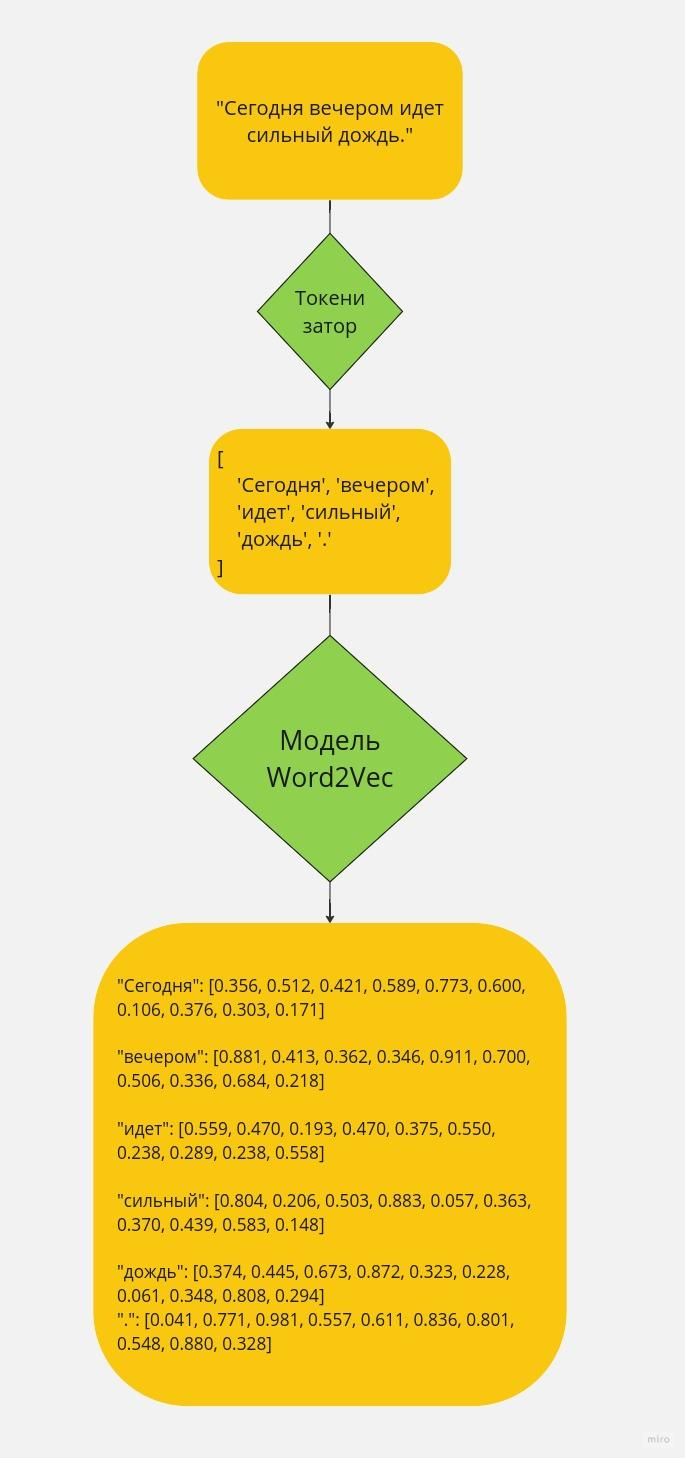 "Сегодня вечером идет
сильный дождь."
Токени
затор
[
'Сегодня', 'вечером',
'идет', 'сильный',
'дождь', '.'
]
Модель
Word2Vec
"Сегодня": [0.356, 0.512, 0.421, 0.589, 0.773, 0.600,
0.106, 0.376, 0.303, 0.171]
"вечером": [0.881, 0.413, 0.362, 0.346, 0.911, 0.700,
0.506, 0.336, 0.684, 0.218]
"идет": [0.559, 0.470, 0.193, 0.470, 0.375, 0.550,
0.238, 0.289, 0.238, 0.558]
"сильный": [0.804, 0.206, 0.503, 0.883, 0.057, 0.363,
0.370, 0.439, 0.583, 0.148]
"дождь": [0.374, 0.445, 0.673, 0.872, 0.323, 0.228,
0.061, 0.348, 0.808, 0.294]
".": [0.041, 0.771, 0.981, 0.557, 0.611, 0.836, 0.801,
0.548, 0.880, 0.328]
miro